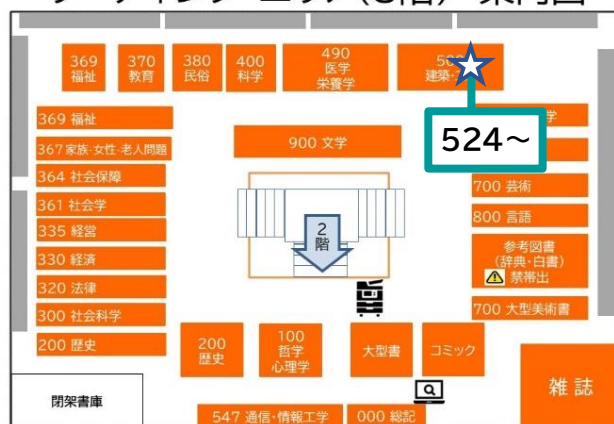 369
福祉
370
教育
380
民俗
400
科学
490
医学
栄養学
建築
524～
369 福祉
367 家族・女性・老人問題
364 社会保障
361 社会学
335 経営
330 経済
320 法律
300 社会科学
200 歴史
900 文学
2
階
学
700 芸術
800 言語
参考図書
(辞典・白書)
禁帯出
700 大型美術書
200
歴史
100
哲学
心理学
大型書
コミック
雑誌
閉架書庫
547 通信・情報工学
000 総記